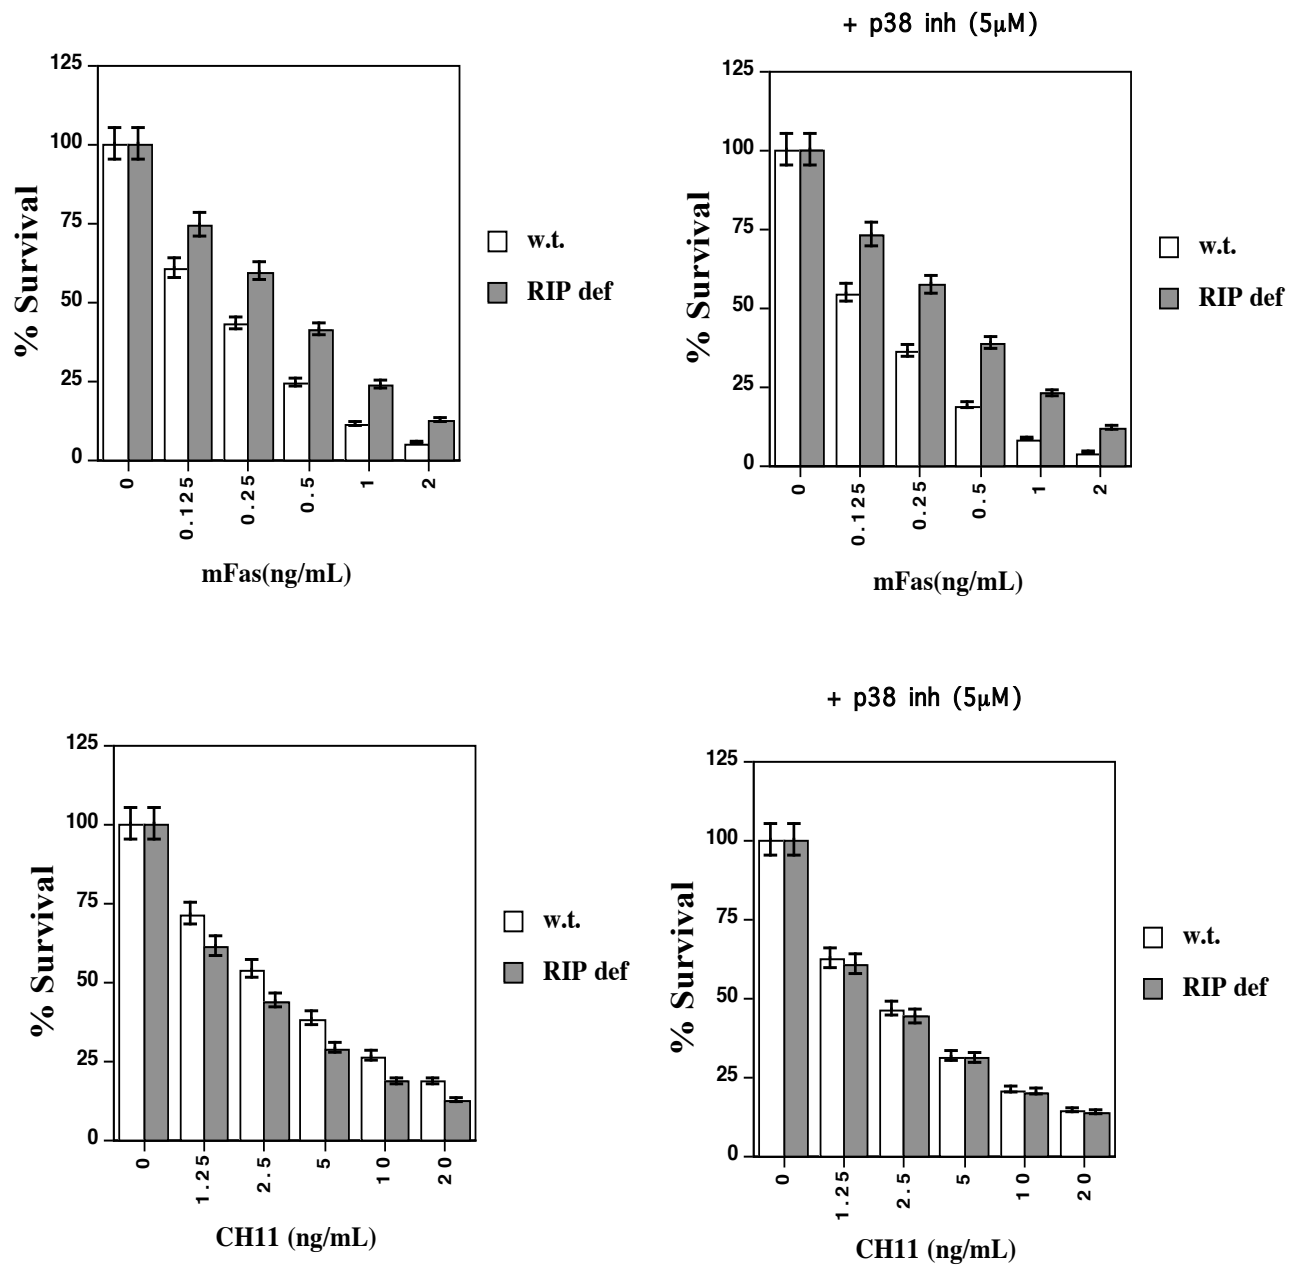 + p38 inh (5μM)
125
100
75
50
25
0
% Survival
0
0.125
0.25
0.5
1
2
mFas(ng/mL)
w.t.
RIP def
125
100
75
50
25
0
% Survival
0
0.125
0.25
0.5
1
2
mFas(ng/mL)
w.t.
RIP def
+ p38 inh (5μM)
125
100
75
50
25
0
% Survival
0
1.25
2.5
5
10
20
CH11 (ng/mL)
w.t.
RIP def
125
100
75
50
25
0
% Survival
0
1.25
2.5
5
10
20
CH11 (ng/mL)
w.t.
RIP def